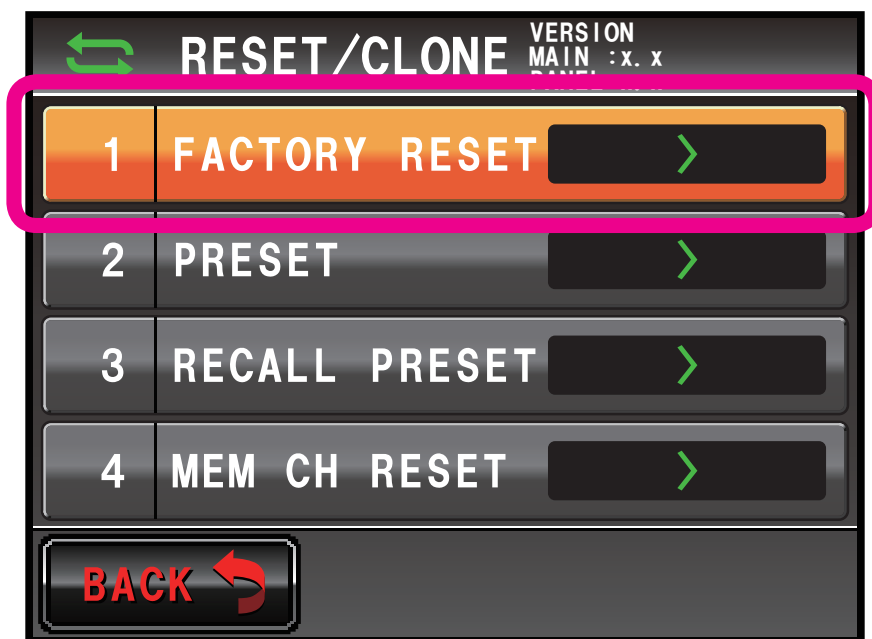 RESET/CLONE
VERSION
MAIN :x.x
1 FACTORY RESET
2 PRESET
3 RECALL PRESET
4 MEM CH RESET
BACK